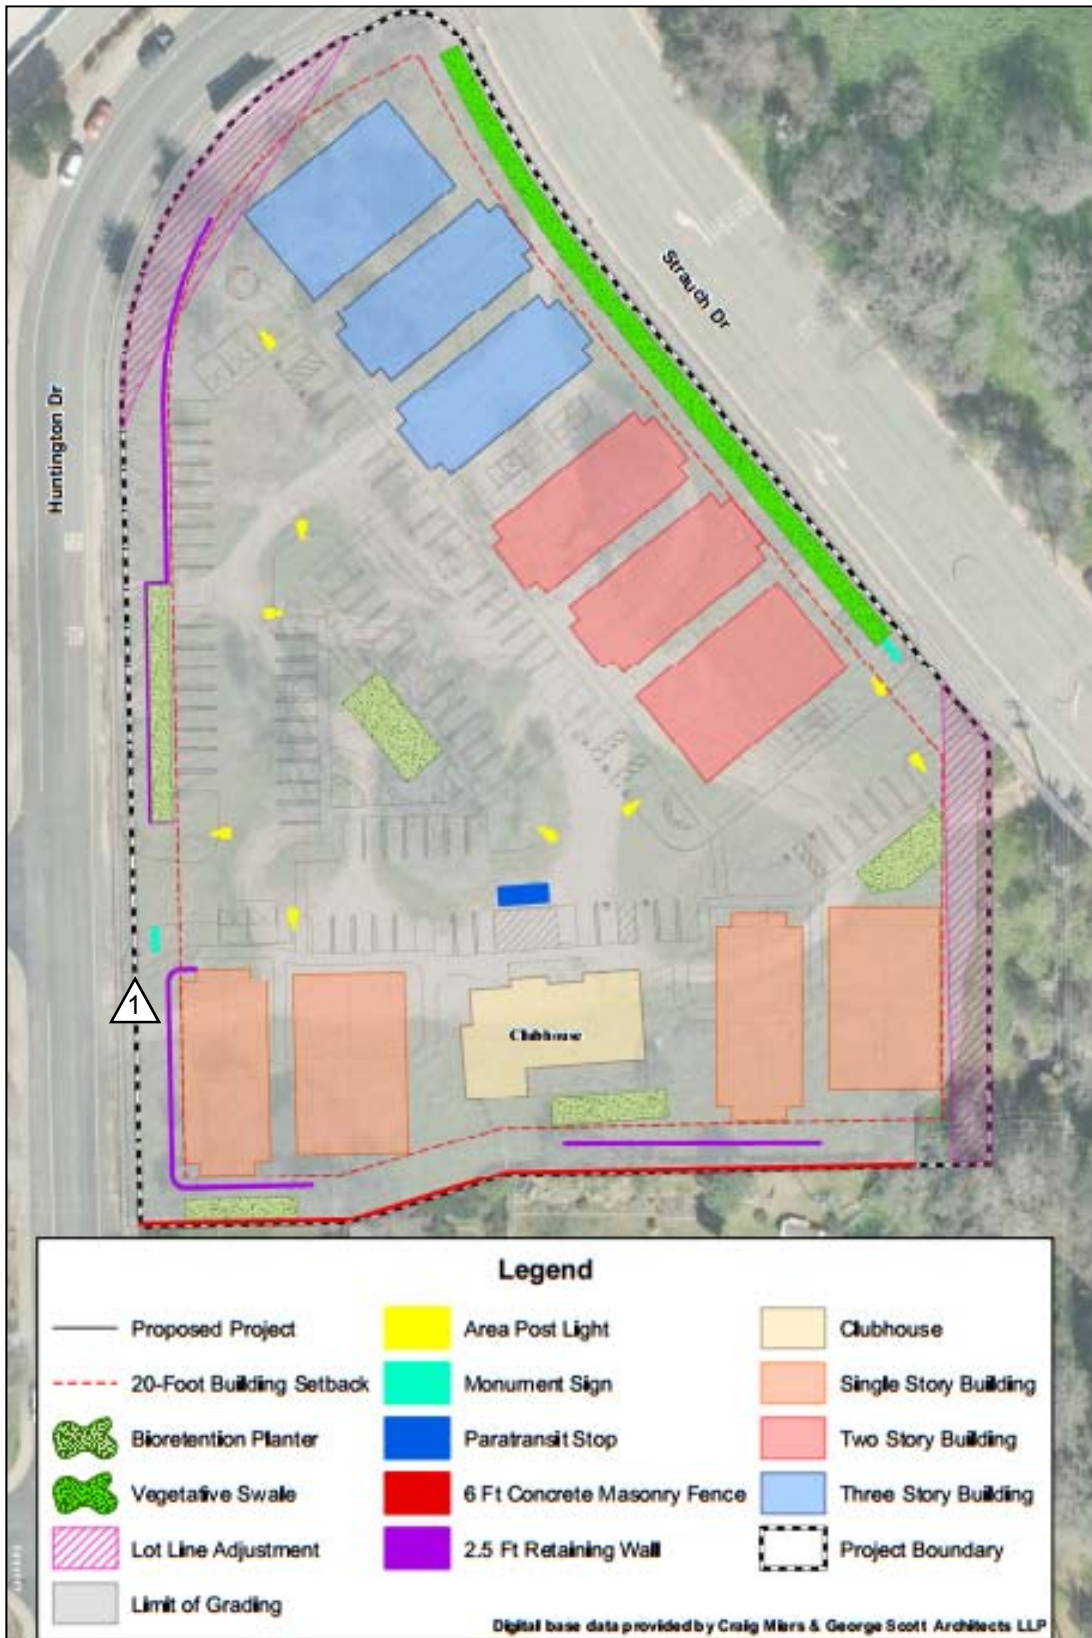 Strauch Dr
Huntington Dr
1
Clubhouse
Legend
Proposed Project
20-Foot Building Setback
Bioretention Planter
Vegetative Swale
Lot Line Adjustment
Limit of Grading
Area Post Light
Monument Sign
Paratransit Stop
6 Ft Concrete Masonry Fence
2.5 Ft Retaining Wall
Clubhouse
Single Story Building
Two Story Building
Three Story Building
Project Boundary
Digital base data provided by Craig Miers & George Scott Architects LLP